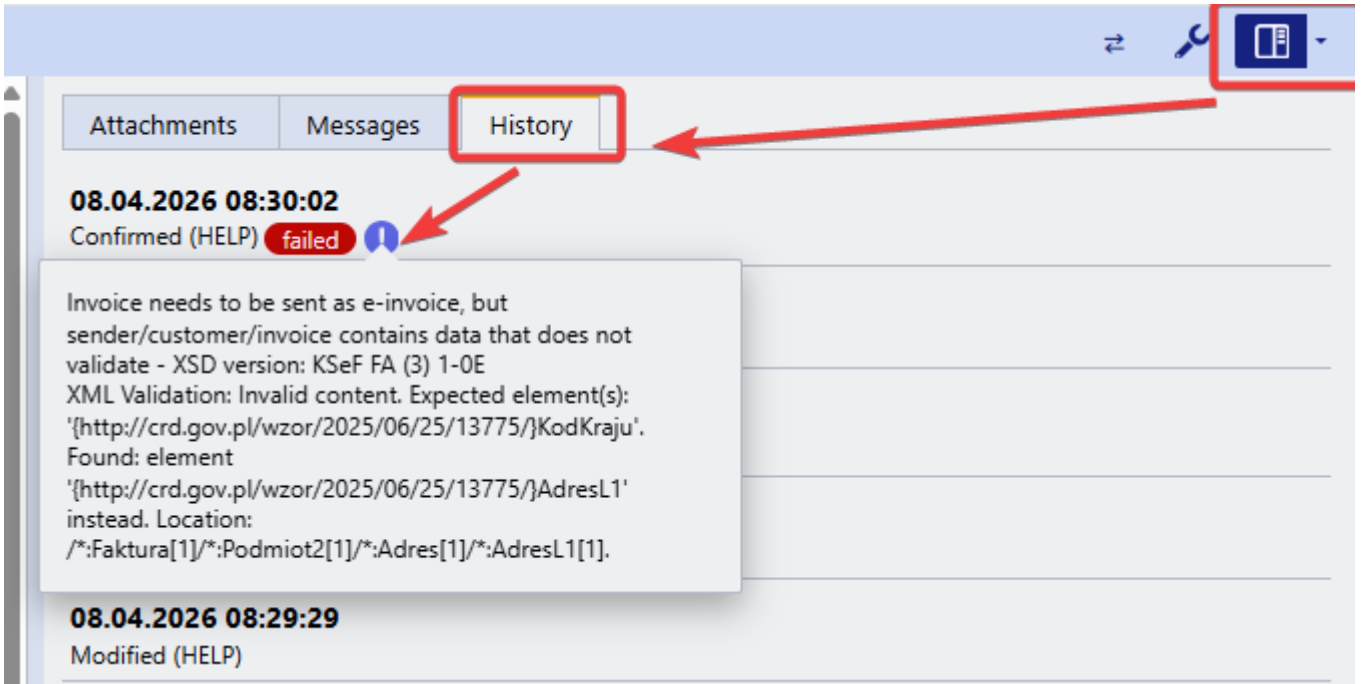 Attachments
Messages
History
08.04.2026 08:30:02
Confirmed (HELP) failed
Invoice needs to be sent as e-invoice, but
sender/customer/invoice contains data that does not
validate - XSD version: KSeF FA (3) 1-0E
XML Validation: Invalid content. Expected element(s):
'{http://crd.gov.pl/wzor/2025/06/25/13775/}KodKraju'.
Found: element
'{http://crd.gov.pl/wzor/2025/06/25/13775/}AdresL1'
instead. Location:
/*:Faktura[1]/*:Podmiot2[1]/*:Adres[1]/*:AdresL1[1].
08.04.2026 08:29:29
Modified (HELP)